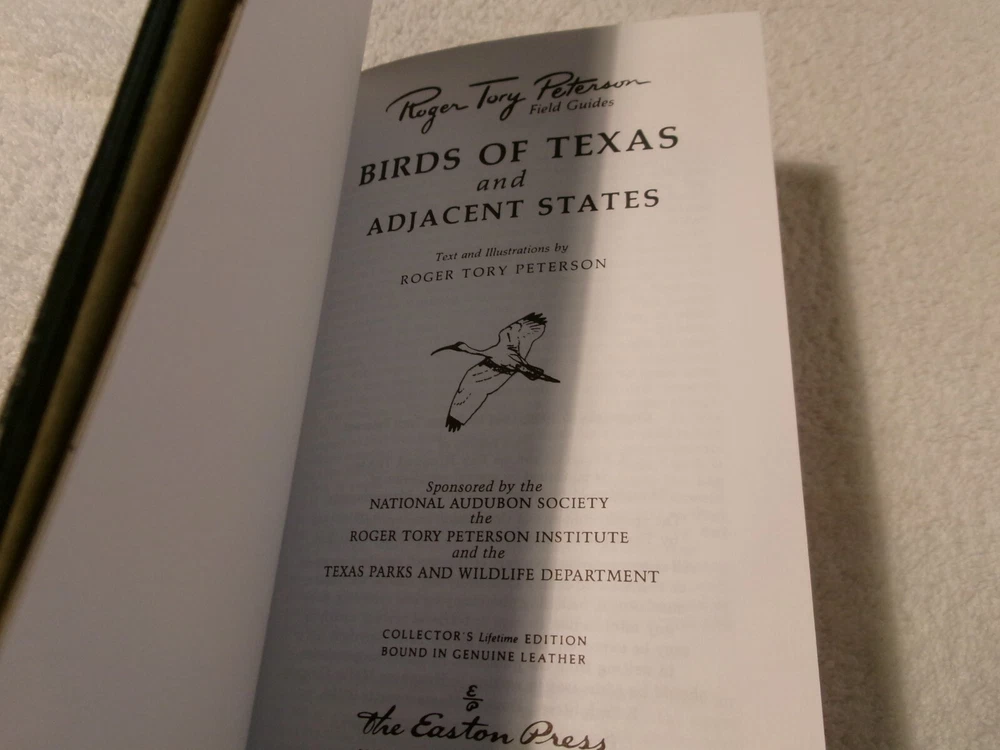 Roger Tory Peterson
Field Guides
BIRDS OF TEXAS
and
ADJACENT STATES
Text and Illustrations by
ROGER TORY PETERSON
Sponsored by the
NATIONAL AUDUBON SOCIETY
the
ROGER TORY PETERSON INSTITUTE
and the
TEXAS PARKS AND WILDLIFE DEPARTMENT
COLLECTOR'S Lifetime EDITION
BOUND IN GENUINE LEATHER
E
P
The Easton Press